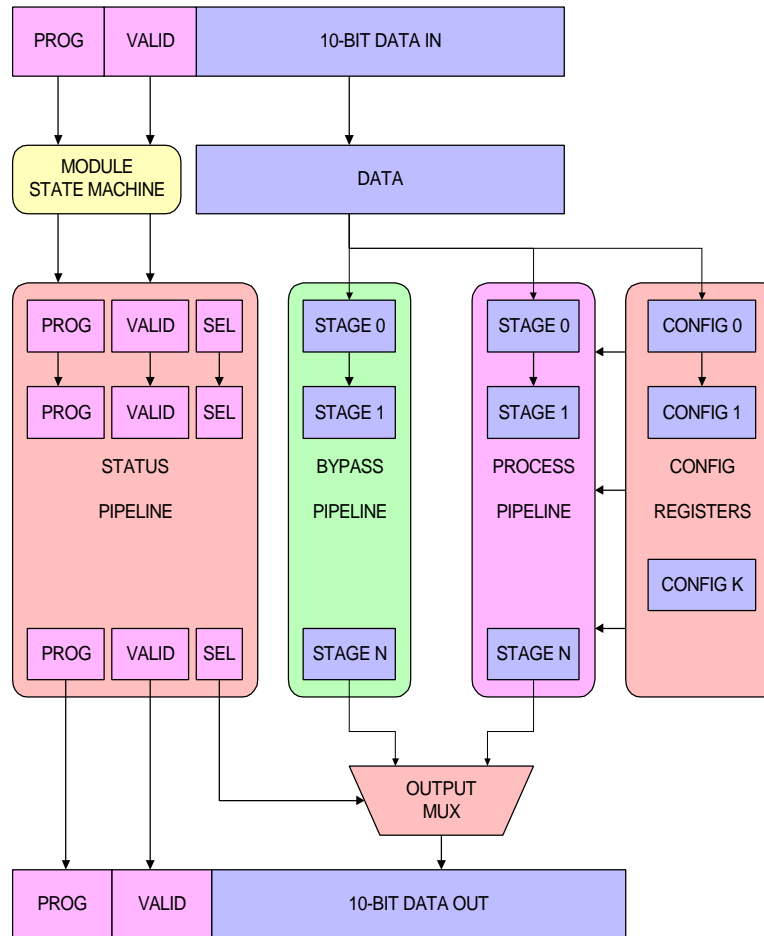 PROG VALID 10-BIT DATA IN
MODULE
STATE MACHINE
DATA
PROG VALID SEL STAGE 0 STAGE 0 CONFIG 0
PROG VALID SEL STAGE 1 STAGE 1 CONFIG 1
STATUS BYPASS PROCESS CONFIG
PIPELINE PIPELINE PIPELINE REGISTERS
CONFIG K
PROG VALID SEL STAGE N STAGE N
OUTPUT
MUX
PROG VALID 10-BIT DATA OUT